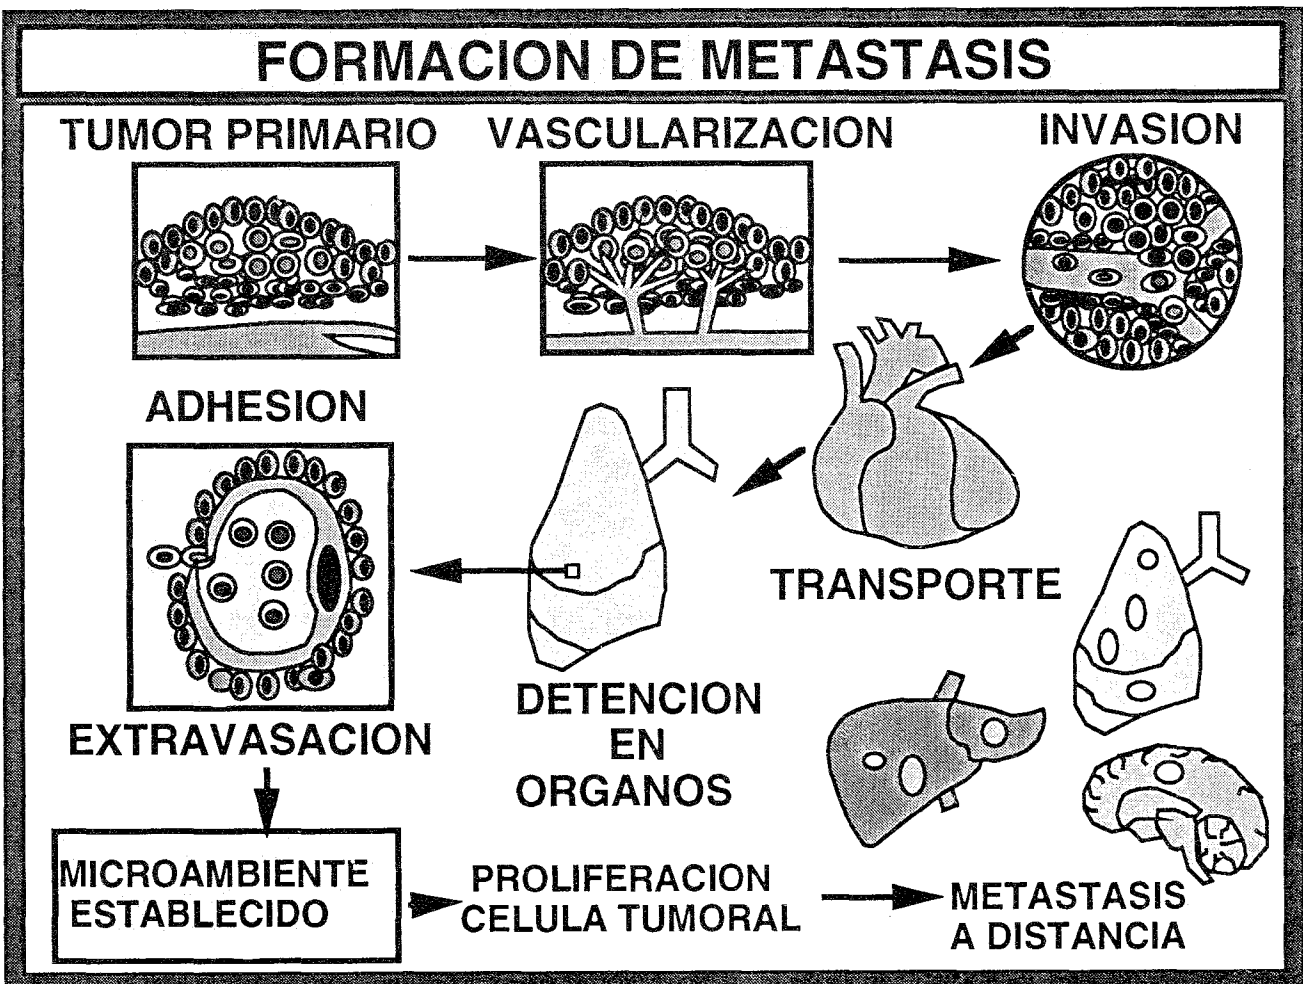 FORMACION DE METASTASIS
TUMOR PRIMARIO
VASCULARIZACION
INVASION
ADHESION
TRANSPORTE
DETENCION
EN
ORGANOS
EXTRAVASACION
MICROAMBIENTE
ESTABLECIDO
PROLIFERACION
CELULA TUMORAL
METASTASIS
A DISTANCIA